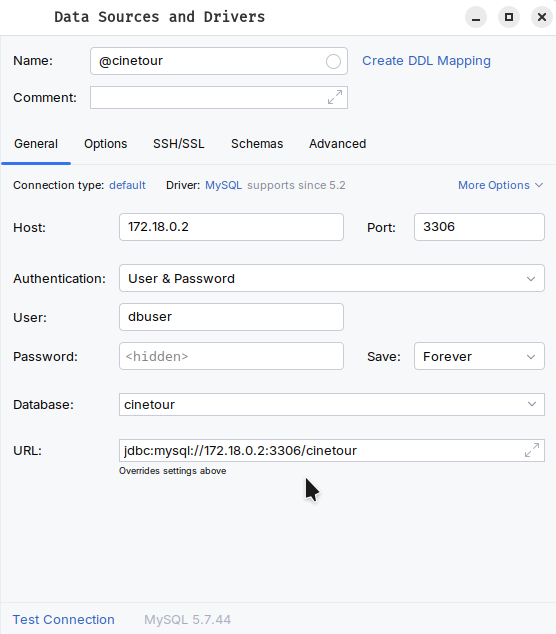 Data Sources and Drivers
Name: @cinetour Create DDL Mapping
Comment:
General Options SSH/SSL Schemas Advanced
Connection type: default Driver: MySQL supports since 5.2 More Options
Host: 172.18.0.2 Port: 3306
Authentication: User & Password
User: dbuser
Password: <hidden> Save: Forever
Database: cinetour
URL: jdbc:mysql://172.18.0.2:3306/cinetour
Overrides settings above
Test Connection MySQL 5.7.44